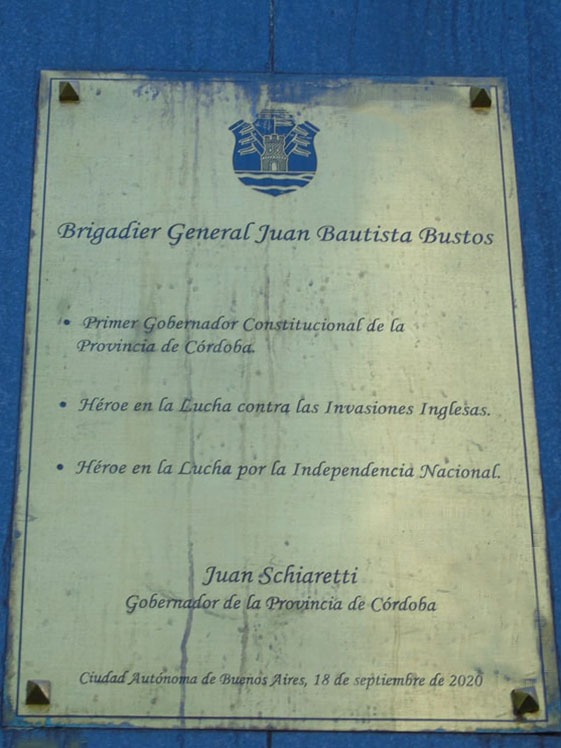 Brigadier General Juan Bautista Bustos
• Primer Gobernador Constitucional de la
Provincia de Córdoba.
• Héroe en la Lucha contra las Invasiones Inglesas.
• Héroe en la Lucha por la Independencia Nacional.
Juan Schiaretti
Gobernador de la Provincia de Córdoba
Ciudad Autónoma de Buenos Aires, 18 de septiembre de 2020